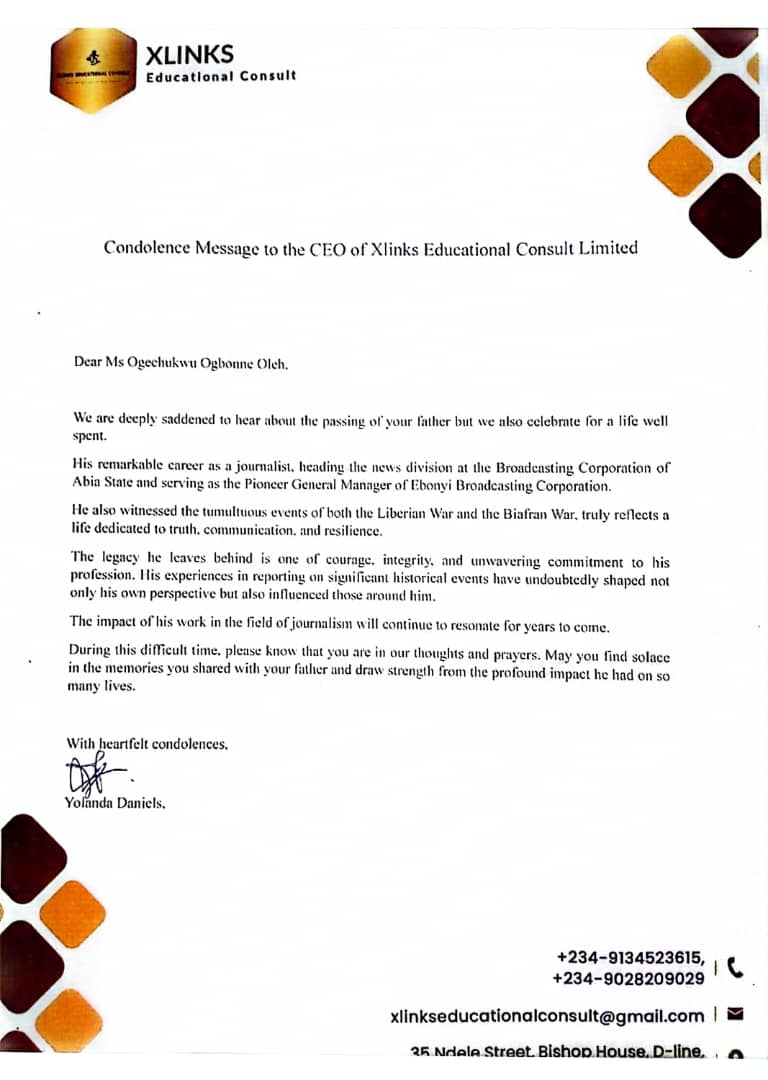 XLINKS
Educational Consult
XLINKS EDUCATIONAL CONSULT
Condolence Message to the CEO of Xlinks Educational Consult Limited
Dear Ms Ogechukwu Ogbonne Oleh,
We are deeply saddened to hear about the passing of your father but we also celebrate for a life well
spent.
His remarkable career as a journalist, heading the news division at the Broadcasting Corporation of
Abia State and serving as the Pioneer General Manager of Ebonyi Broadcasting Corporation.
He also witnessed the tumultuous events of both the Liberian War and the Biafran War, truly reflects a
life dedicated to truth, communication, and resilience.
The legacy he leaves behind is one of courage, integrity, and unwavering commitment to his
profession. His experiences in reporting on significant historical events have undoubtedly shaped not
only his own perspective but also influenced those around him.
The impact of his work in the field of journalism will continue to resonate for years to come.
During this difficult time, please know that you are in our thoughts and prayers. May you find solace
in the memories you shared with your father and draw strength from the profound impact he had on so
many lives.
With heartfelt condolences,
Yolanda Daniels,
+234-9134523615,
+234-9028209029
xlinkseducationalconsult@gmail.com
35 Ndele Street, Bishop House, D-line,